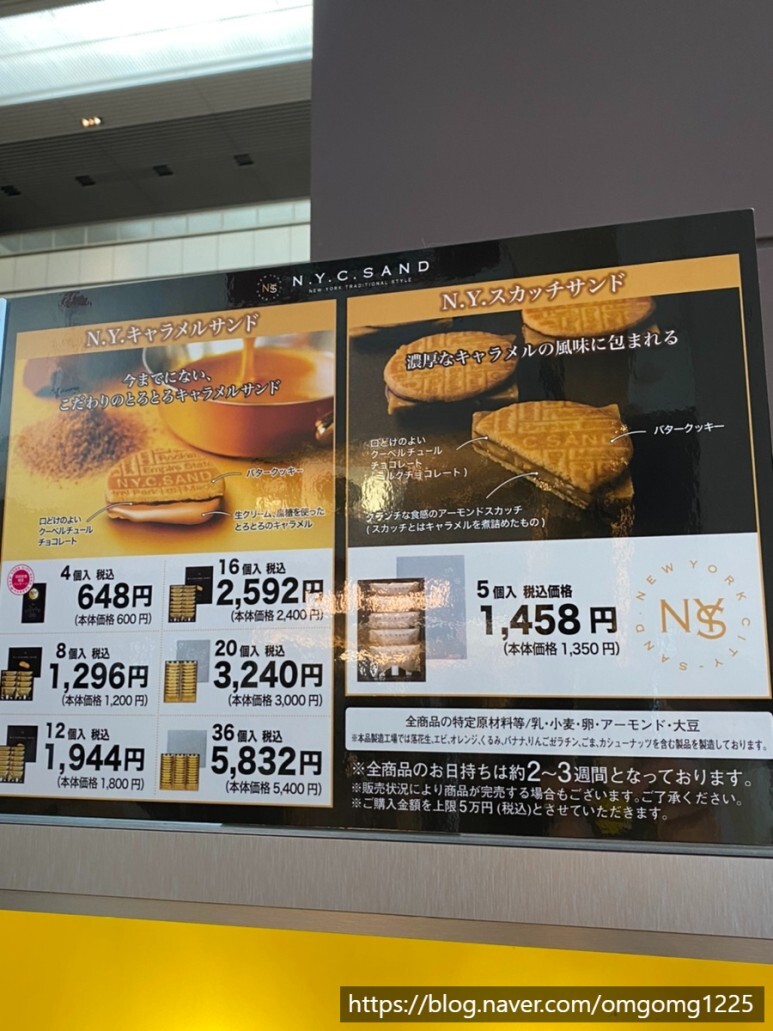 N.Y.C.SAND
NEW YORK TRADITIONAL STYLE
N.Y.キャラメルサンド
今までにない、
こだわりのとろとろキャラメルサンド
Empire State
N.Y.C.SAND
バタークッキー
口どけのよい
クーベルチュール
チョコレート
生クリーム、黒糖を使った
とろとろのキャラメル
4個入 税込
648円
(本体価格 600円)
16個入 税込
2,592円
(本体価格 2,400円)
8個入 税込
1,296円
(本体価格 1,200円)
20個入 税込
3,240円
(本体価格 3,000円)
12個入 税込
1,944円
(本体価格 1,800円)
36個入 税込
5,832円
(本体価格 5,400円)
N.Y.スカッチサンド
濃厚なキャラメルの風味に包まれる
口どけのよい
クーベルチュール
チョコレート
(ミルクチョコレート)
C.SAND
バタークッキー
クランチな食感のアーモンドスカッチ
(スカッチとはキャラメルを煮詰めたもの)
5個入 税込価格
1,458円
(本体価格 1,350円)
NEW YORK CITY・SAND
NYS
全商品の特定原材料等/乳・小麦・卵・アーモンド・大豆
※本品製造工場では落花生、エビ、オレンジ、くるみ、バナナ、りんご、ゼラチン、ごま、カシューナッツを含む製品を製造しております。
※全商品のお日持ちは約2〜3週間となっております。
※販売状況により商品が完売する場合もございます。ご了承ください。
※ご購入金額を上限5万円(税込)とさせていただきます。
https://blog.naver.com/omgomg1225